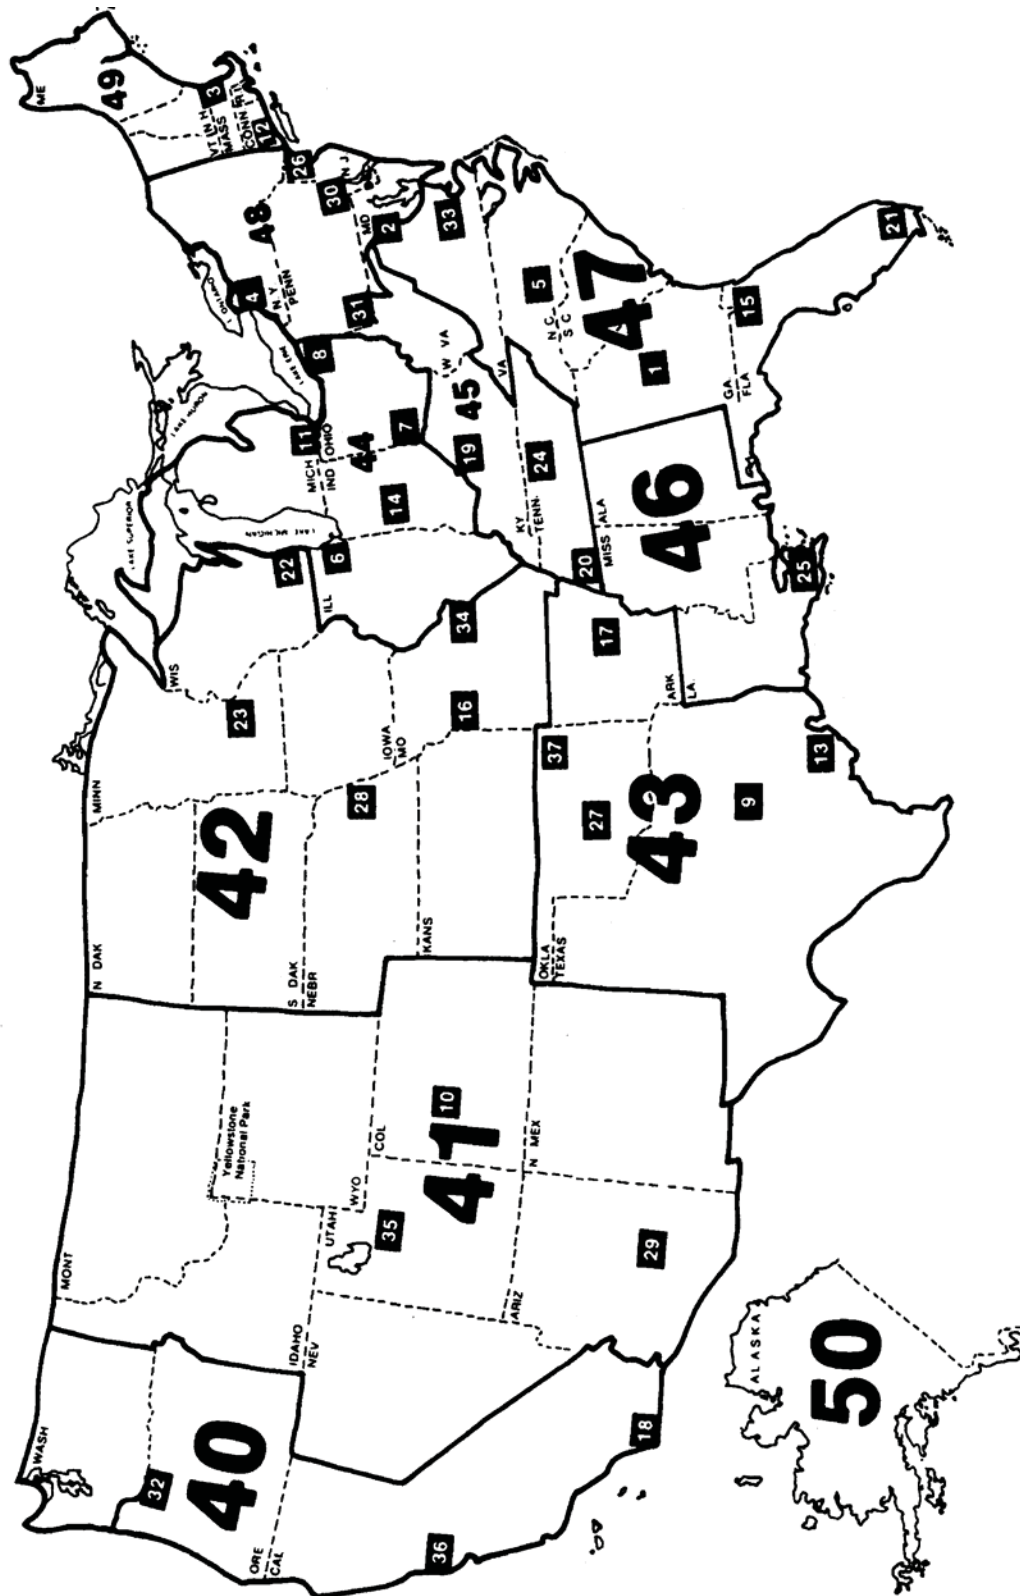 WASH
MONT
N DAK
MINN
WIS
LAKE SUPERIOR
LAKE HURON
L ONTARIO
ME
49
VT
N H
MASS
3
CONN
R I
12
32
40
ORE
CAL
IDAHO
NEV
Yellowstone
National Park
WYO
UTAH
42
S DAK
NEBR
23
22
LAKE MICHIGAN
MICH
IND
OHIO
11
LAKE ERIE
8
4
N Y
PENN
48
26
30
N J
31
MD
2
36
35
COL
10
41
28
IOWA
MO
ILL
6
14
44
7
W VA
33
KANS
16
34
19
45
VA
18
ARIZ
N MEX
29
OKLA
TEXAS
37
27
43
17
ARK
LA
20
KY
TENN
24
N C
S C
5
47
1
MISS
ALA
46
GA
FLA
15
21
9
13
25
ALASKA
50